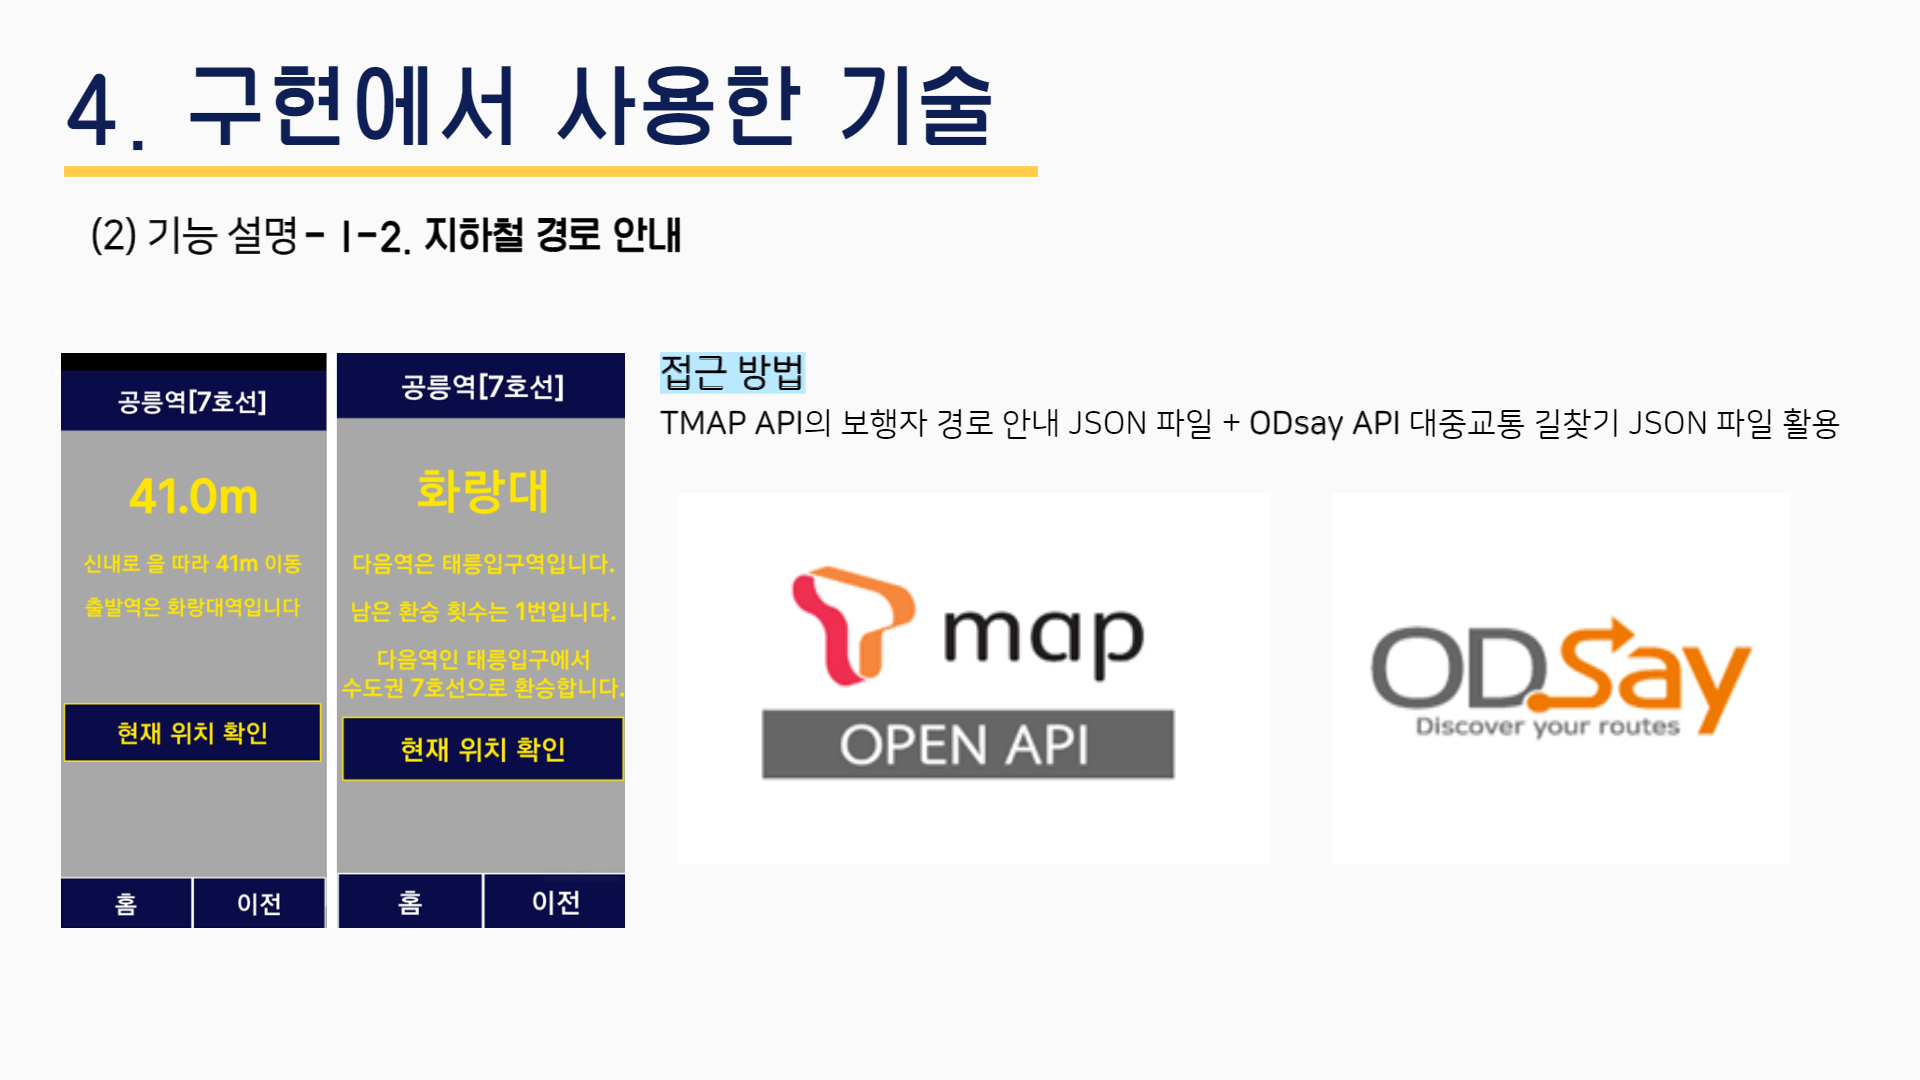 4. 구현에서 사용한 기술
(2) 기능 설명 - 1-2. 지하철 경로 안내
공릉역[7호선]
41.0m
신내로 을 따라 41m 이동
출발역은 화랑대역입니다
현재 위치 확인
홈 이전
공릉역[7호선]
화랑대
다음역은 태릉입구역입니다.
남은 환승 횟수는 1번입니다.
다음역인 태릉입구에서
수도권 7호선으로 환승합니다.
현재 위치 확인
홈 이전
접근 방법
TMAP API의 보행자 경로 안내 JSON 파일 + ODsay API 대중교통 길찾기 JSON 파일 활용
T map
OPEN API
ODsay
Discover your routes